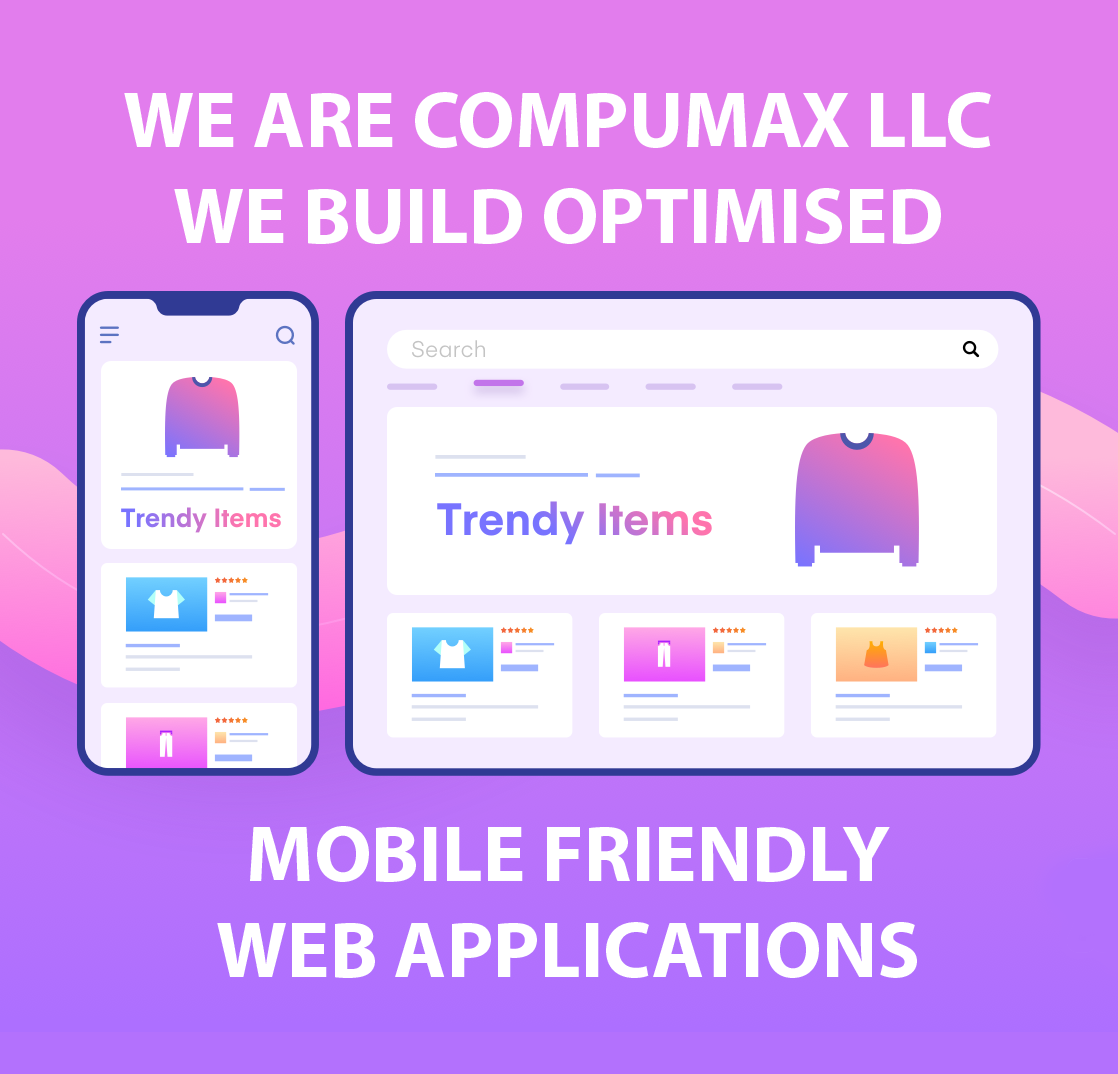 WE ARE COMPUMAX LLC
WE BUILD OPTIMISED
Search
Trendy Items
Trendy Items
MOBILE FRIENDLY
WEB APPLICATIONS